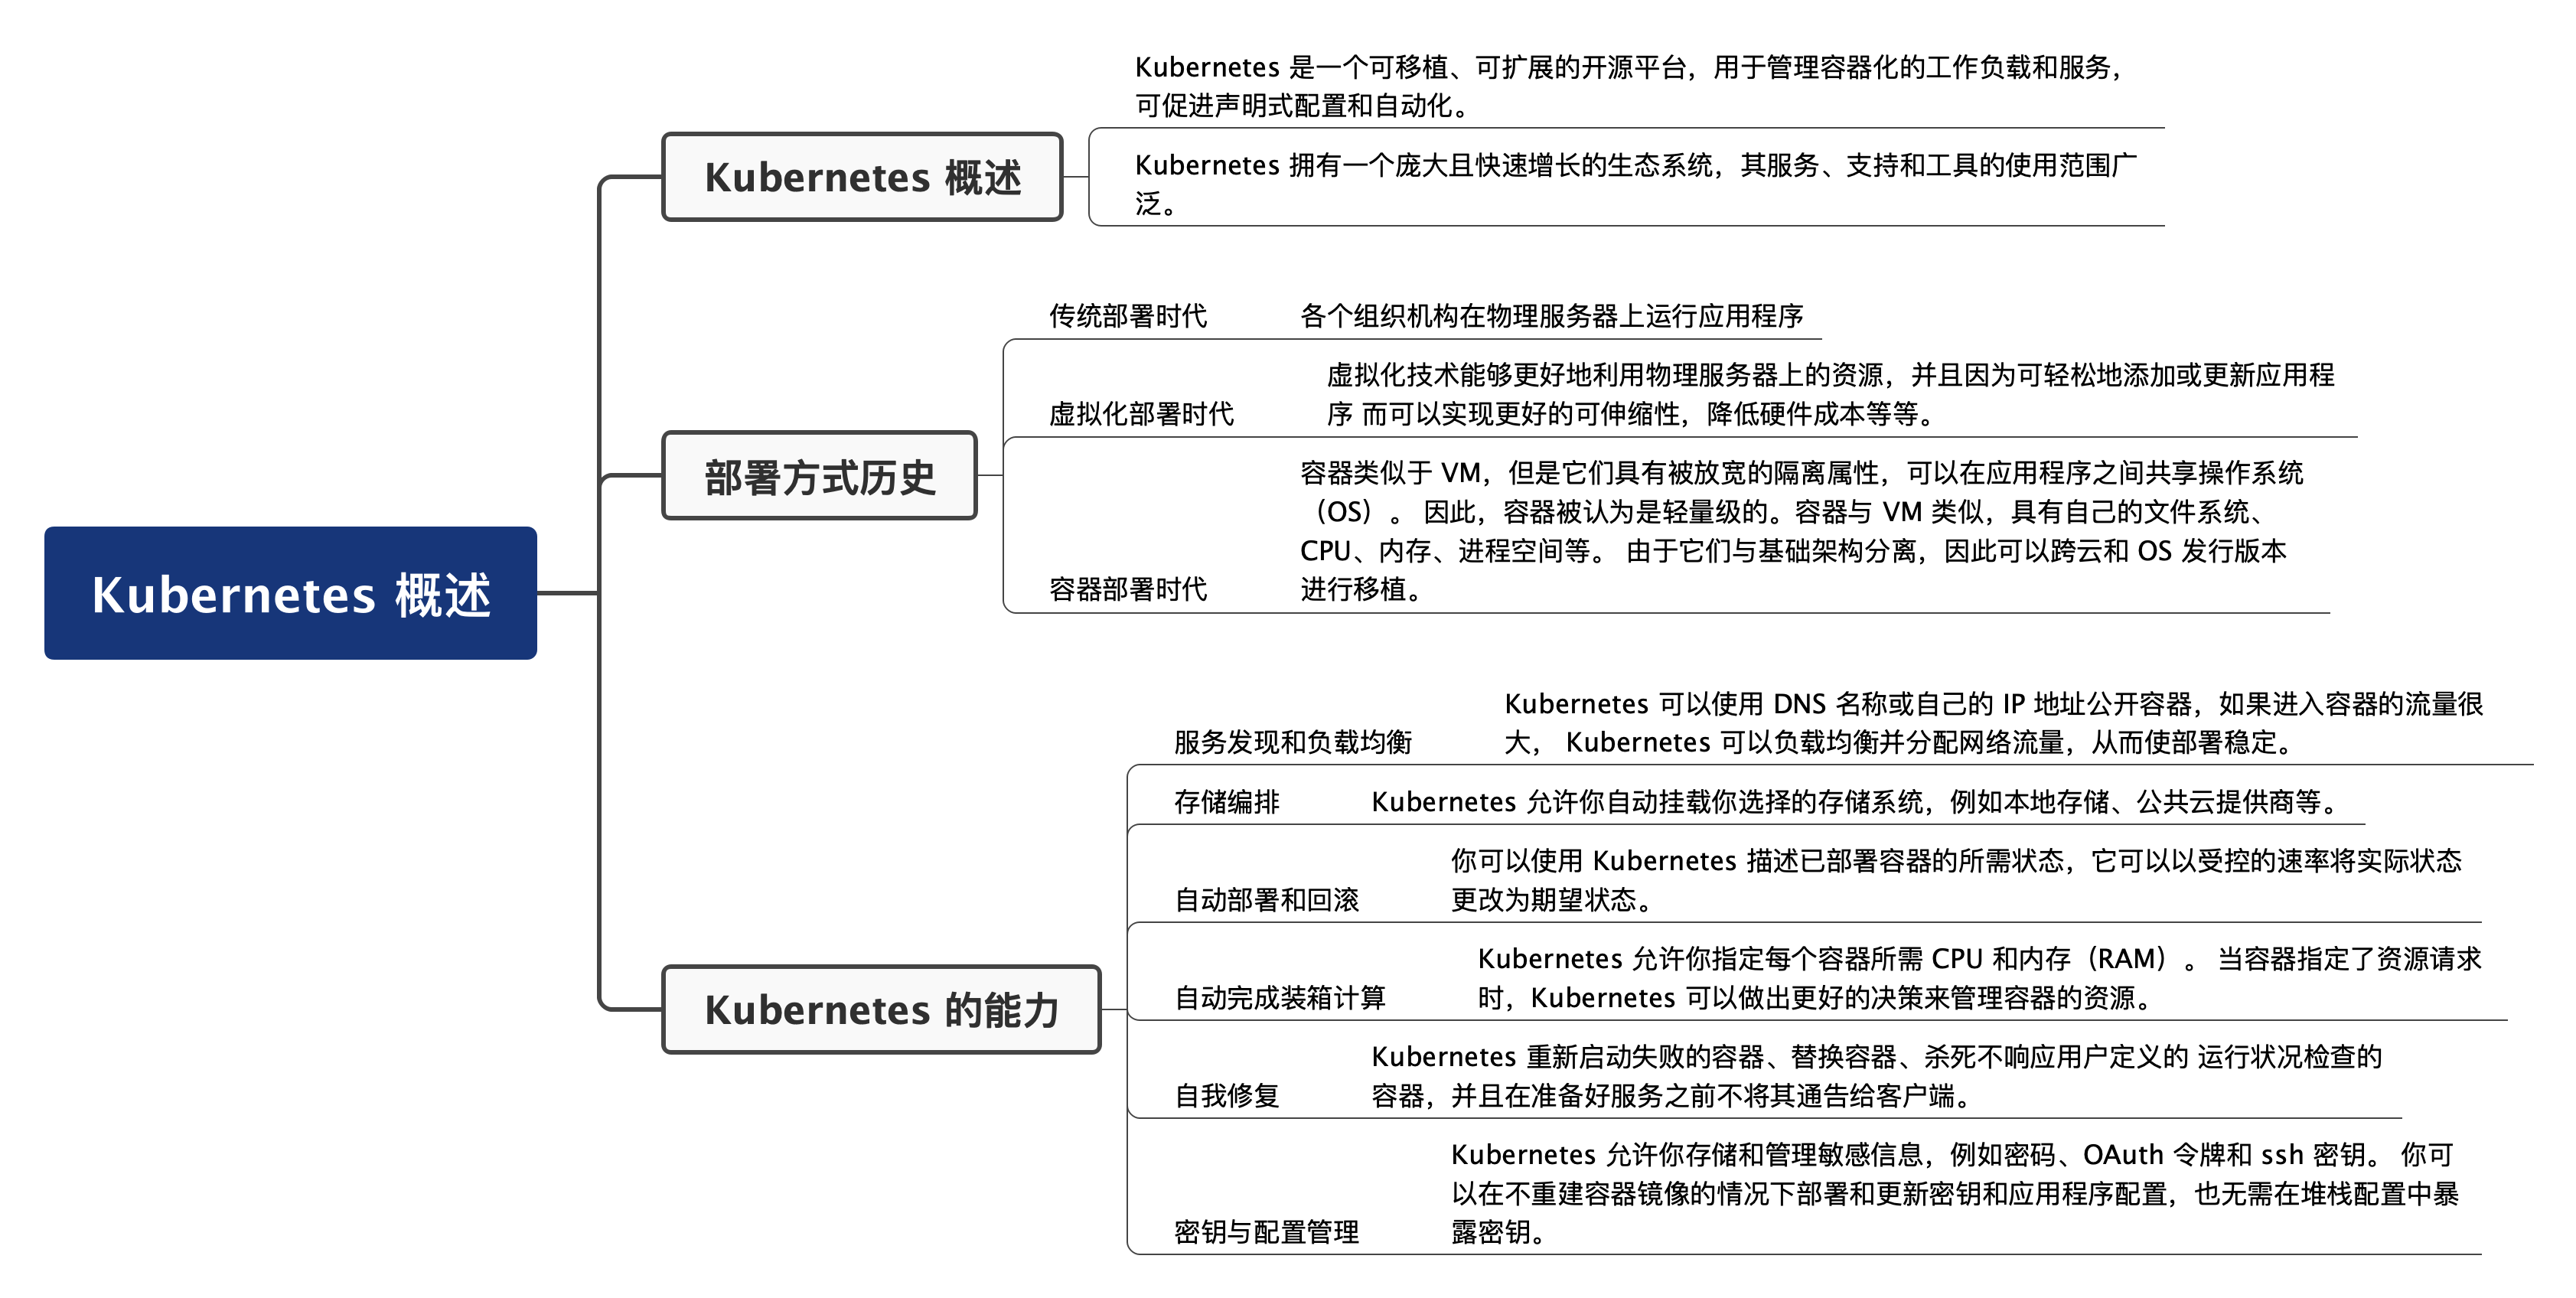 Kubernetes 概述
Kubernetes 概述
Kubernetes 是一个可移植、可扩展的开源平台，用于管理容器化的工作负载和服务，
可促进声明式配置和自动化。
Kubernetes 拥有一个庞大且快速增长的生态系统，其服务、支持和工具的使用范围广
泛。
部署方式历史
传统部署时代
各个组织机构在物理服务器上运行应用程序
虚拟化部署时代
虚拟化技术能够更好地利用物理服务器上的资源，并且因为可轻松地添加或更新应用程
序 而可以实现更好的可伸缩性，降低硬件成本等等。
容器部署时代
容器类似于 VM，但是它们具有被放宽的隔离属性，可以在应用程序之间共享操作系统
（OS）。 因此，容器被认为是轻量级的。容器与 VM 类似，具有自己的文件系统、
CPU、内存、进程空间等。 由于它们与基础架构分离，因此可以跨云和 OS 发行版本
进行移植。
Kubernetes 的能力
服务发现和负载均衡
Kubernetes 可以使用 DNS 名称或自己的 IP 地址公开容器，如果进入容器的流量很
大， Kubernetes 可以负载均衡并分配网络流量，从而使部署稳定。
存储编排
Kubernetes 允许你自动挂载你选择的存储系统，例如本地存储、公共云提供商等。
自动部署和回滚
你可以使用 Kubernetes 描述已部署容器的所需状态，它可以以受控的速率将实际状态
更改为期望状态。
自动完成装箱计算
Kubernetes 允许你指定每个容器所需 CPU 和内存（RAM）。 当容器指定了资源请求
时，Kubernetes 可以做出更好的决策来管理容器的资源。
自我修复
Kubernetes 重新启动失败的容器、替换容器、杀死不响应用户定义的 运行状况检查的
容器，并且在准备好服务之前不将其通告给客户端。
密钥与配置管理
Kubernetes 允许你存储和管理敏感信息，例如密码、OAuth 令牌和 ssh 密钥。 你可
以在不重建容器镜像的情况下部署和更新密钥和应用程序配置，也无需在堆栈配置中暴
露密钥。